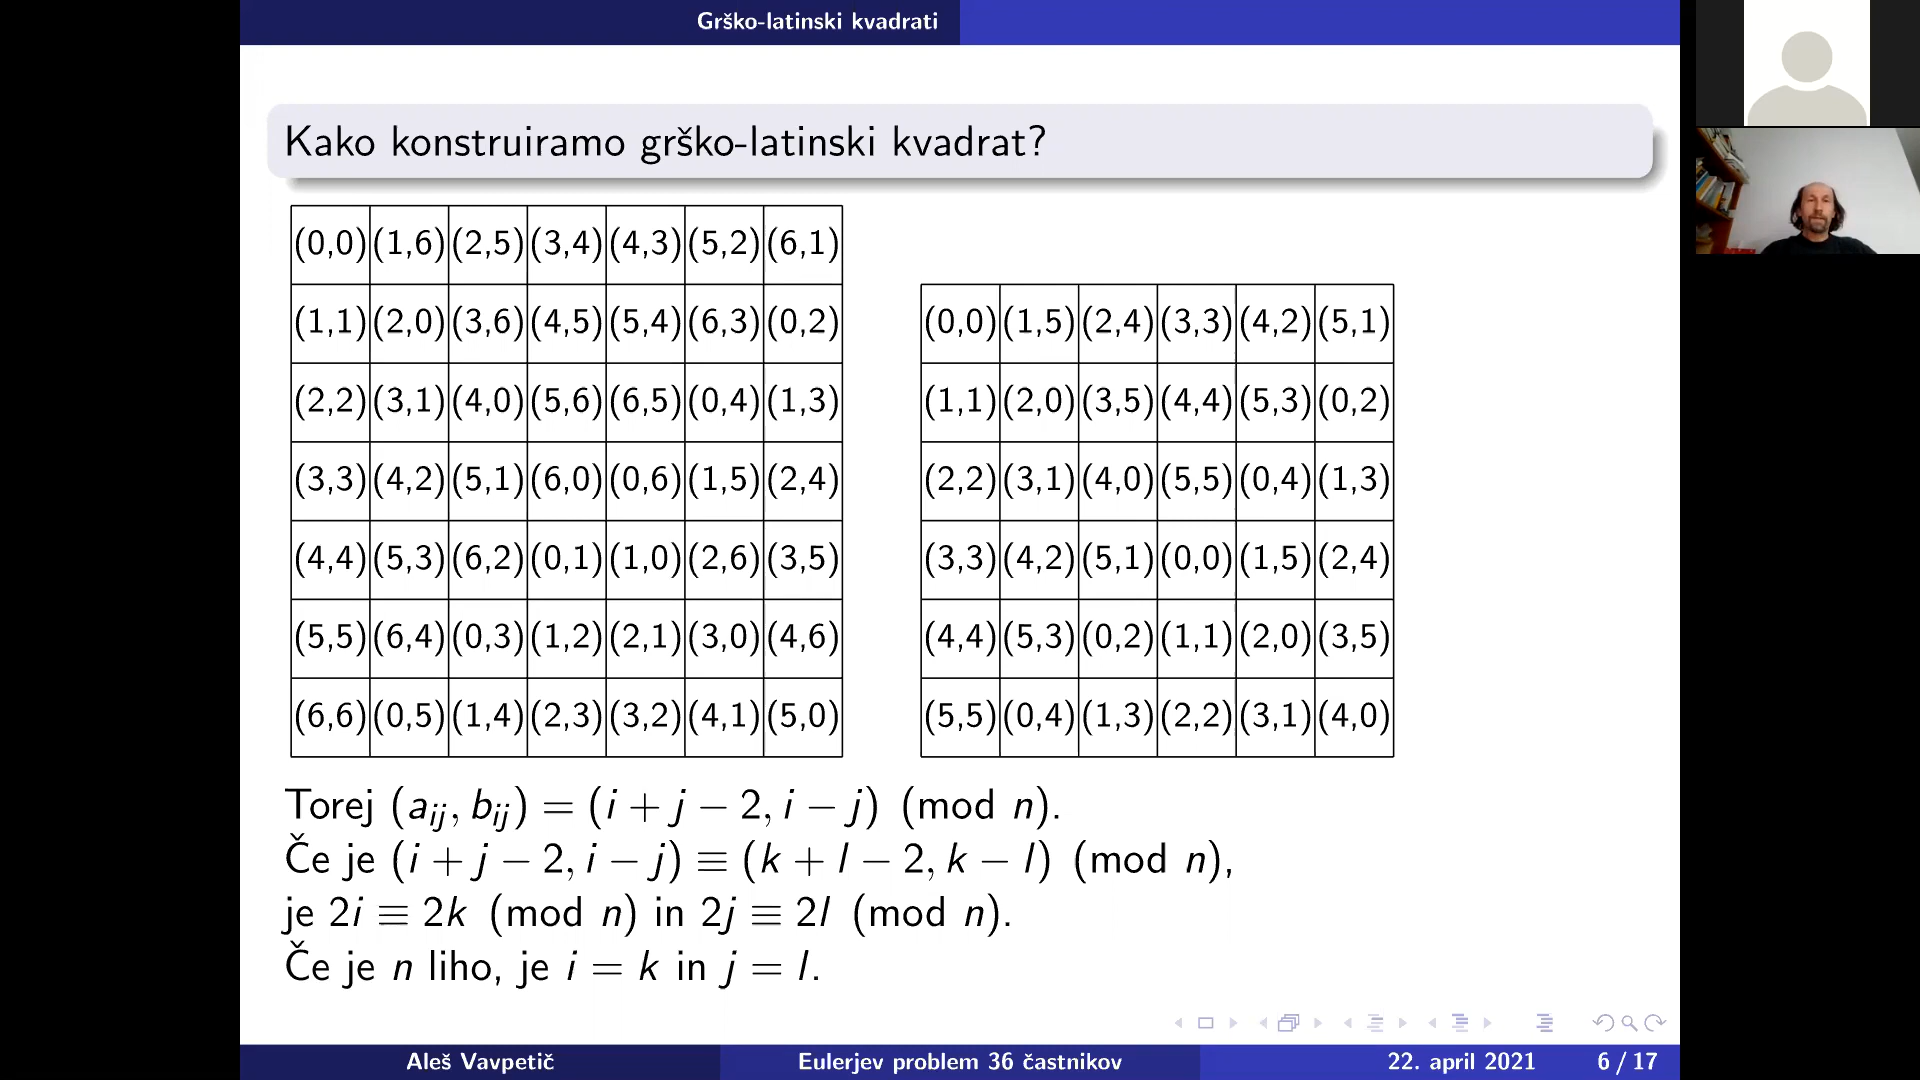 Grško-latinski kvadrati
Kako konstruiramo grško-latinski kvadrat?
(0,0) (1,6) (2,5) (3,4) (4,3) (5,2) (6,1)
(1,1) (2,0) (3,6) (4,5) (5,4) (6,3) (0,2)
(2,2) (3,1) (4,0) (5,6) (6,5) (0,4) (1,3)
(3,3) (4,2) (5,1) (6,0) (0,6) (1,5) (2,4)
(4,4) (5,3) (6,2) (0,1) (1,0) (2,6) (3,5)
(5,5) (6,4) (0,3) (1,2) (2,1) (3,0) (4,6)
(6,6) (0,5) (1,4) (2,3) (3,2) (4,1) (5,0)
(0,0) (1,5) (2,4) (3,3) (4,2) (5,1)
(1,1) (2,0) (3,5) (4,4) (5,3) (0,2)
(2,2) (3,1) (4,0) (5,5) (0,4) (1,3)
(3,3) (4,2) (5,1) (0,0) (1,5) (2,4)
(4,4) (5,3) (0,2) (1,1) (2,0) (3,5)
(5,5) (0,4) (1,3) (2,2) (3,1) (4,0)
Torej (a_{ij}, b_{ij}) = (i + j − 2, i − j) (mod n).
Če je (i + j − 2, i − j) ≡ (k + l − 2, k − l) (mod n),
je 2i ≡ 2k (mod n) in 2j ≡ 2l (mod n).
Če je n liho, je i = k in j = l.
Aleš Vavpetič
Eulerjev problem 36 častnikov
22. april 2021
6 / 17